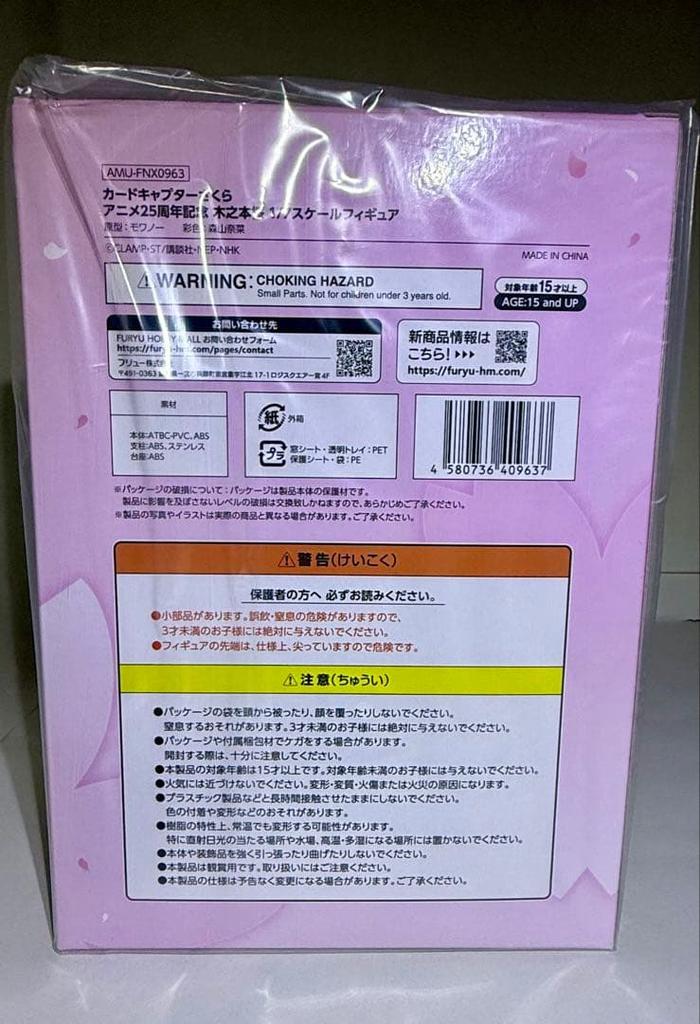 AMU-FNX0963
カードキャプターさくら
アニメ25周年記念 木之本桜 1/7スケールフィギュア
原型：モワノー 彩色：森山奈菜
©CLAMP・ST/講談社・NEP・NHK
MADE IN CHINA
⚠WARNING: CHOKING HAZARD
Small Parts. Not for children under 3 years old.
対象年齢15才以上
AGE:15 and UP
お問い合わせ先
FURYU HOBBY MALL お問い合わせフォーム
https://furyu-hm.com/pages/contact
フリュー株式会社
〒451-0363
17-1ロジスクエアー宮 4F
新商品情報は
こちら！▶▶▶
https://furyu-hm.com/
素材
本体:ATBC-PVC、ABS
支柱:ABS、ステンレス
台座:ABS
紙 外箱
プラ 窓シート・透明トレイ：PET
保護シート・袋：PE
4 580736 409637
※パッケージの破損について：パッケージは製品本体の保護材です。
製品に影響を及ぼさないレベルの破損は交換致しかねますので、あらかじめご了承ください。
※製品の写真やイラストは実際の商品と異なる場合があります。ご了承ください。
⚠警告(けいこく)
保護者の方へ 必ずお読みください。
●小部品があります。誤飲・窒息の危険がありますので、
3才未満のお子様には絶対に与えないでください。
●フィギュアの先端は、仕様上、尖っていますので危険です。
⚠注意(ちゅうい)
●パッケージの袋を頭から被ったり、顔を覆ったりしないでください。
窒息するおそれがあります。3才未満のお子様には絶対に与えないでください。
●パッケージや付属梱包材でケガをする場合があります。
開封する際は、十分に注意してください。
●本製品の対象年齢は15才以上です。対象年齢未満のお子様には与えないでください。
●火気には近づけないでください。変形・変質・火傷または火災の原因になります。
●プラスチック製品などと長時間接触させたままにしないでください。
色の付着や変形などのおそれがあります。
●樹脂の特性上、常温でも変形する可能性があります。
特に直射日光の当たる場所や水場、高温・多湿になる場所には置かないでください。
●本体や装飾品を強く引っ張ったり曲げたりしないでください。
●本製品は観賞用です。取り扱いにはご注意ください。
●本製品の仕様は予告なく変更になる場合があります。ご了承ください。